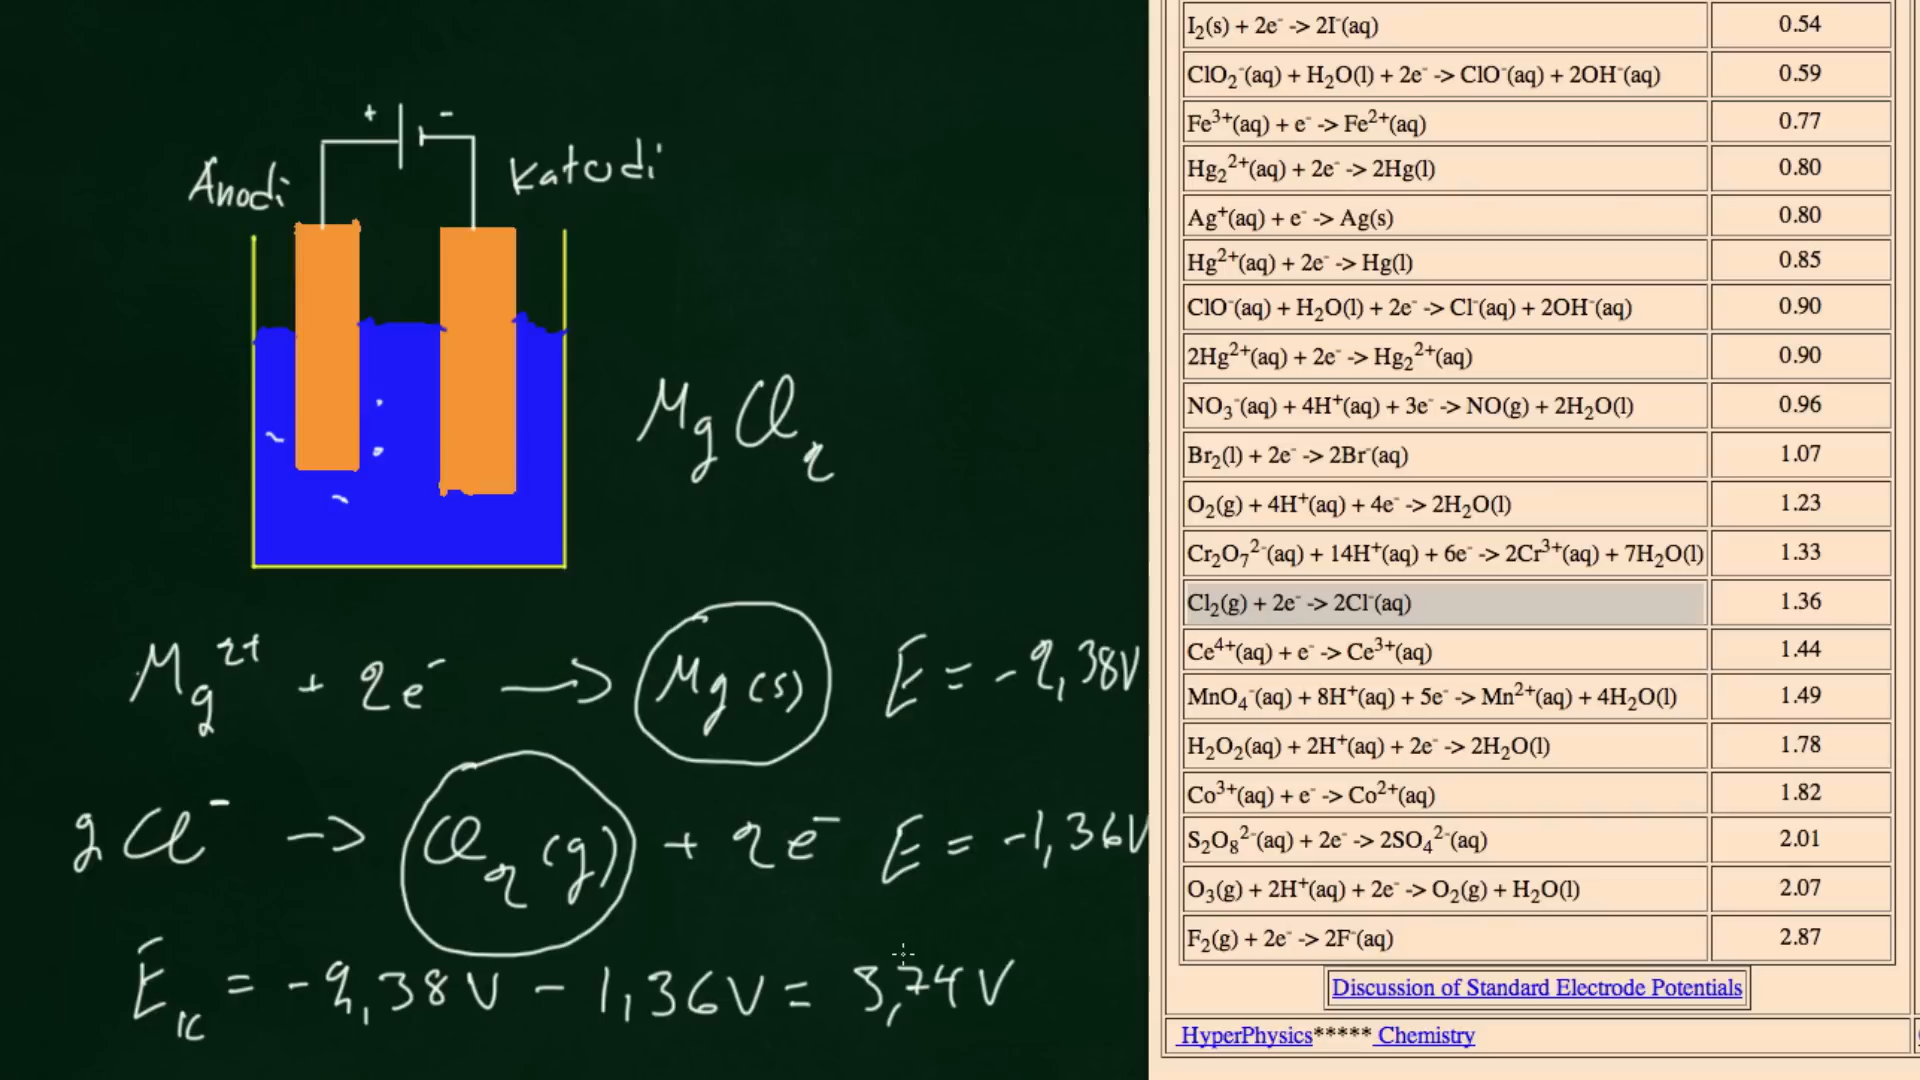 + -
Anodi Katodi
MgCl₂
Mg²⁺ + 2e⁻ → Mg(s) E = -2,38V
2Cl⁻ → Cl₂(g) + 2e⁻ E = -1,36V
E_K = -2,38V - 1,36V = 3,74V
I₂(s) + 2e⁻ -> 2I⁻(aq) 0.54
ClO₂⁻(aq) + H₂O(l) + 2e⁻ -> ClO⁻(aq) + 2OH⁻(aq) 0.59
Fe³⁺(aq) + e⁻ -> Fe²⁺(aq) 0.77
Hg₂²⁺(aq) + 2e⁻ -> 2Hg(l) 0.80
Ag⁺(aq) + e⁻ -> Ag(s) 0.80
Hg²⁺(aq) + 2e⁻ -> Hg(l) 0.85
ClO⁻(aq) + H₂O(l) + 2e⁻ -> Cl⁻(aq) + 2OH⁻(aq) 0.90
2Hg²⁺(aq) + 2e⁻ -> Hg₂²⁺(aq) 0.90
NO₃⁻(aq) + 4H⁺(aq) + 3e⁻ -> NO(g) + 2H₂O(l) 0.96
Br₂(l) + 2e⁻ -> 2Br⁻(aq) 1.07
O₂(g) + 4H⁺(aq) + 4e⁻ -> 2H₂O(l) 1.23
Cr₂O₇²⁻(aq) + 14H⁺(aq) + 6e⁻ -> 2Cr³⁺(aq) + 7H₂O(l) 1.33
Cl₂(g) + 2e⁻ -> 2Cl⁻(aq) 1.36
Ce⁴⁺(aq) + e⁻ -> Ce³⁺(aq) 1.44
MnO₄⁻(aq) + 8H⁺(aq) + 5e⁻ -> Mn²⁺(aq) + 4H₂O(l) 1.49
H₂O₂(aq) + 2H⁺(aq) + 2e⁻ -> 2H₂O(l) 1.78
Co³⁺(aq) + e⁻ -> Co²⁺(aq) 1.82
S₂O₈²⁻(aq) + 2e⁻ -> 2SO₄²⁻(aq) 2.01
O₃(g) + 2H⁺(aq) + 2e⁻ -> O₂(g) + H₂O(l) 2.07
F₂(g) + 2e⁻ -> 2F⁻(aq) 2.87
Discussion of Standard Electrode Potentials
HyperPhysics***** Chemistry